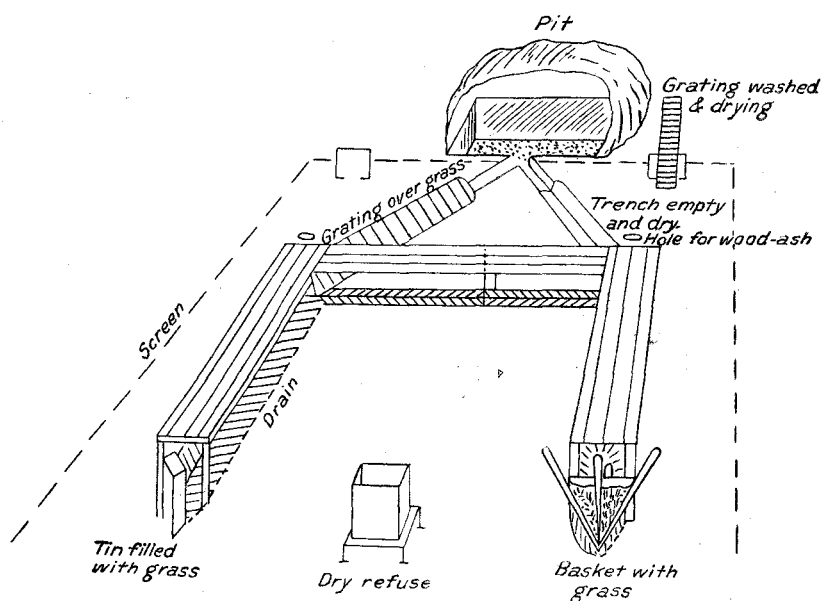 Pit
Grating washed
& drying
Grating over grass
Trench empty
and dry.
Hole for wood-ash
Screen
Drain
Tin filled
with grass
Dry refuse
Basket with
grass